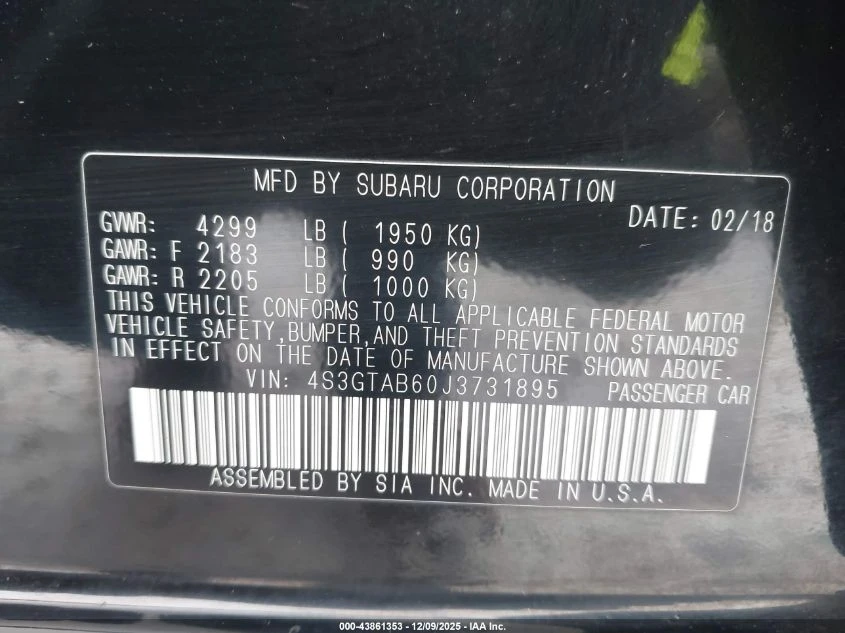 MFD BY SUBARU CORPORATION
DATE: 02/18
GVWR: 4299 LB ( 1950 KG)
GAWR: F 2183 LB ( 990 KG)
GAWR: R 2205 LB ( 1000 KG)
THIS VEHICLE CONFORMS TO ALL APPLICABLE FEDERAL MOTOR
VEHICLE SAFETY,BUMPER,AND THEFT PREVENTION STANDARDS
IN EFFECT ON THE DATE OF MANUFACTURE SHOWN ABOVE.
VIN: 4S3GTAB60J3731895 PASSENGER CAR
ASSEMBLED BY SIA INC. MADE IN U.S.A.
000-43861353 - 12/09/2025 - IAA Inc.